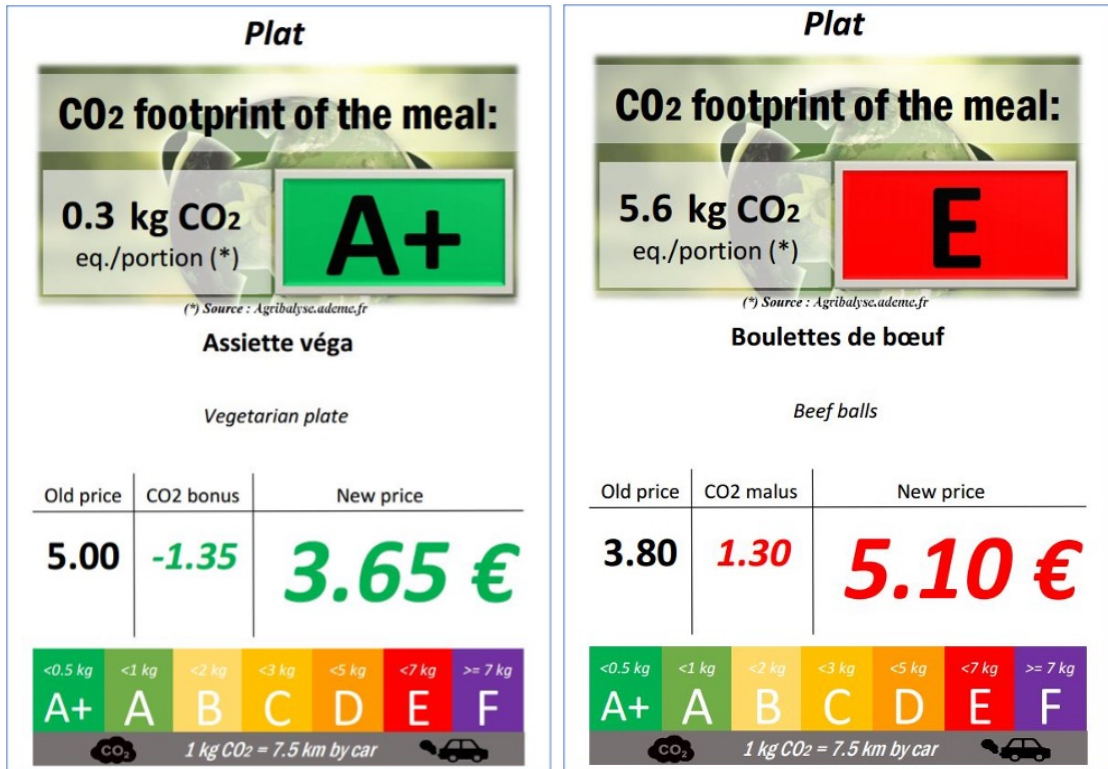 Plat
CO2 footprint of the meal:
0.3 kg CO2
eq./portion (*)
A+
(*) Source : Agribalyse.ademe.fr
Assiette véga
Vegetarian plate
Old price CO2 bonus New price
5.00 -1.35 3.65 €
<0.5 kg <1 kg <2 kg <3 kg <5 kg <7 kg >= 7 kg
A+ A B C D E F
CO2 1 kg CO2 = 7.5 km by car
Plat
CO2 footprint of the meal:
5.6 kg CO2
eq./portion (*)
E
(*) Source : Agribalyse.ademe.fr
Boulettes de bœuf
Beef balls
Old price CO2 malus New price
3.80 1.30 5.10 €
<0.5 kg <1 kg <2 kg <3 kg <5 kg <7 kg >= 7 kg
A+ A B C D E F
CO2 1 kg CO2 = 7.5 km by car